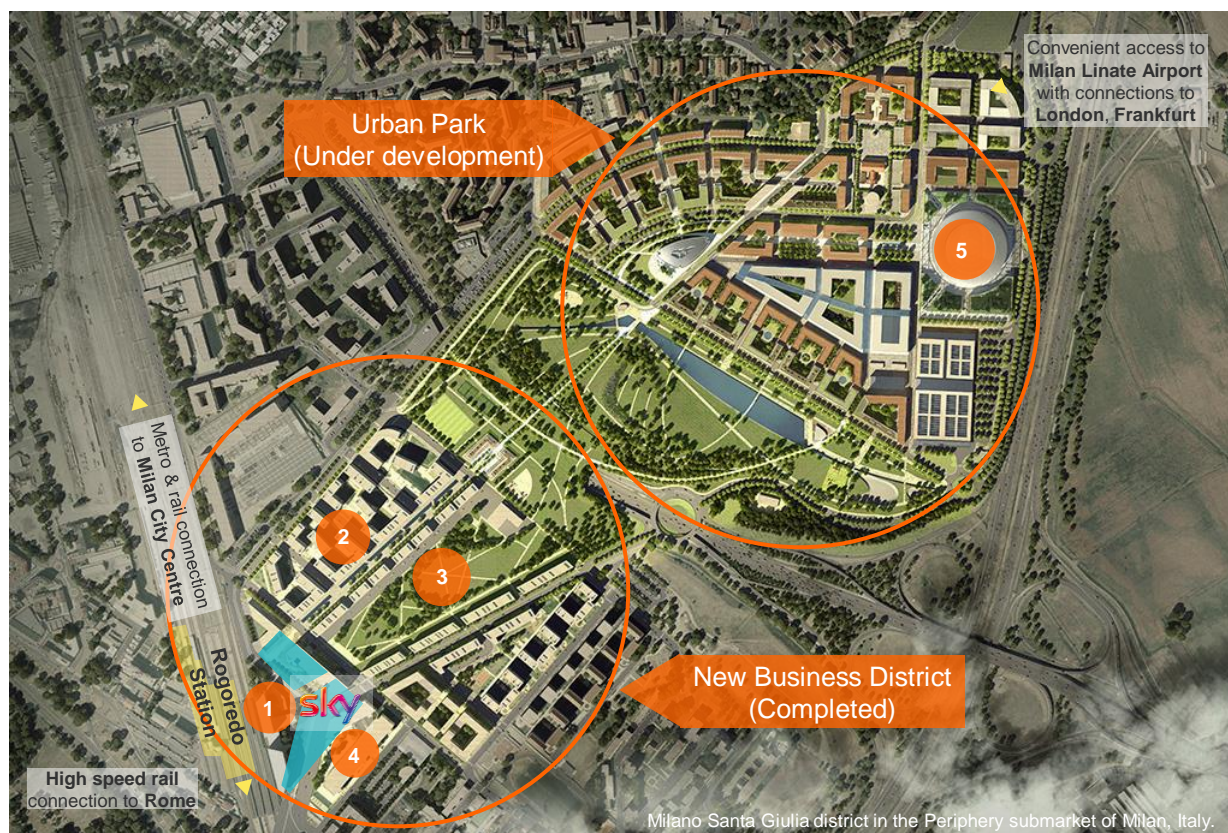 Convenient access to
Milan Linate Airport
with connections to
London, Frankfurt
Urban Park
(Under development)
5
Metro & rail connection
to Milan City Centre
2
3
Rogoredo
Station
1
sky
4
New Business District
(Completed)
High speed rail
connection to Rome
Milano Santa Giulia district in the Periphery submarket of Milan, Italy.